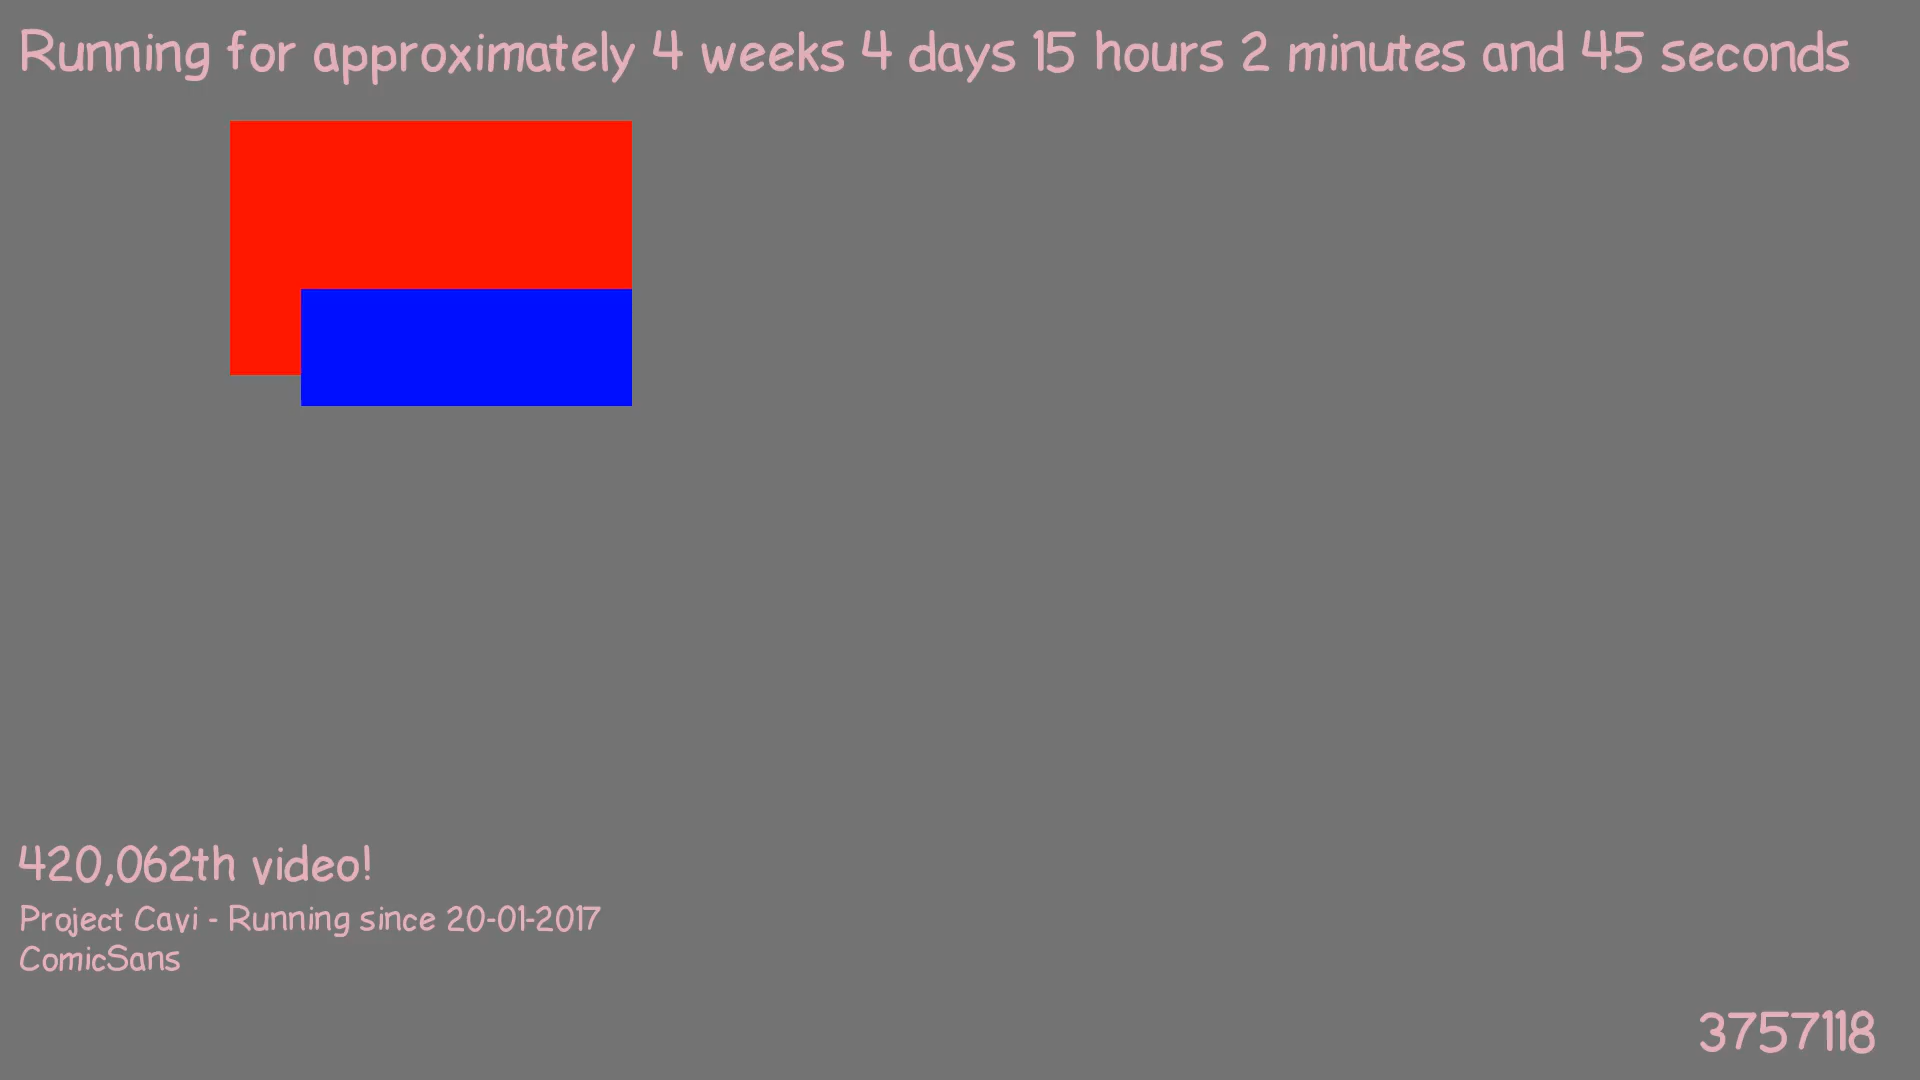 Running for approximately 4 weeks 4 days 15 hours 2 minutes and 45 seconds
420,062th video!
Project Cavi - Running since 20-01-2017
ComicSans
3757118